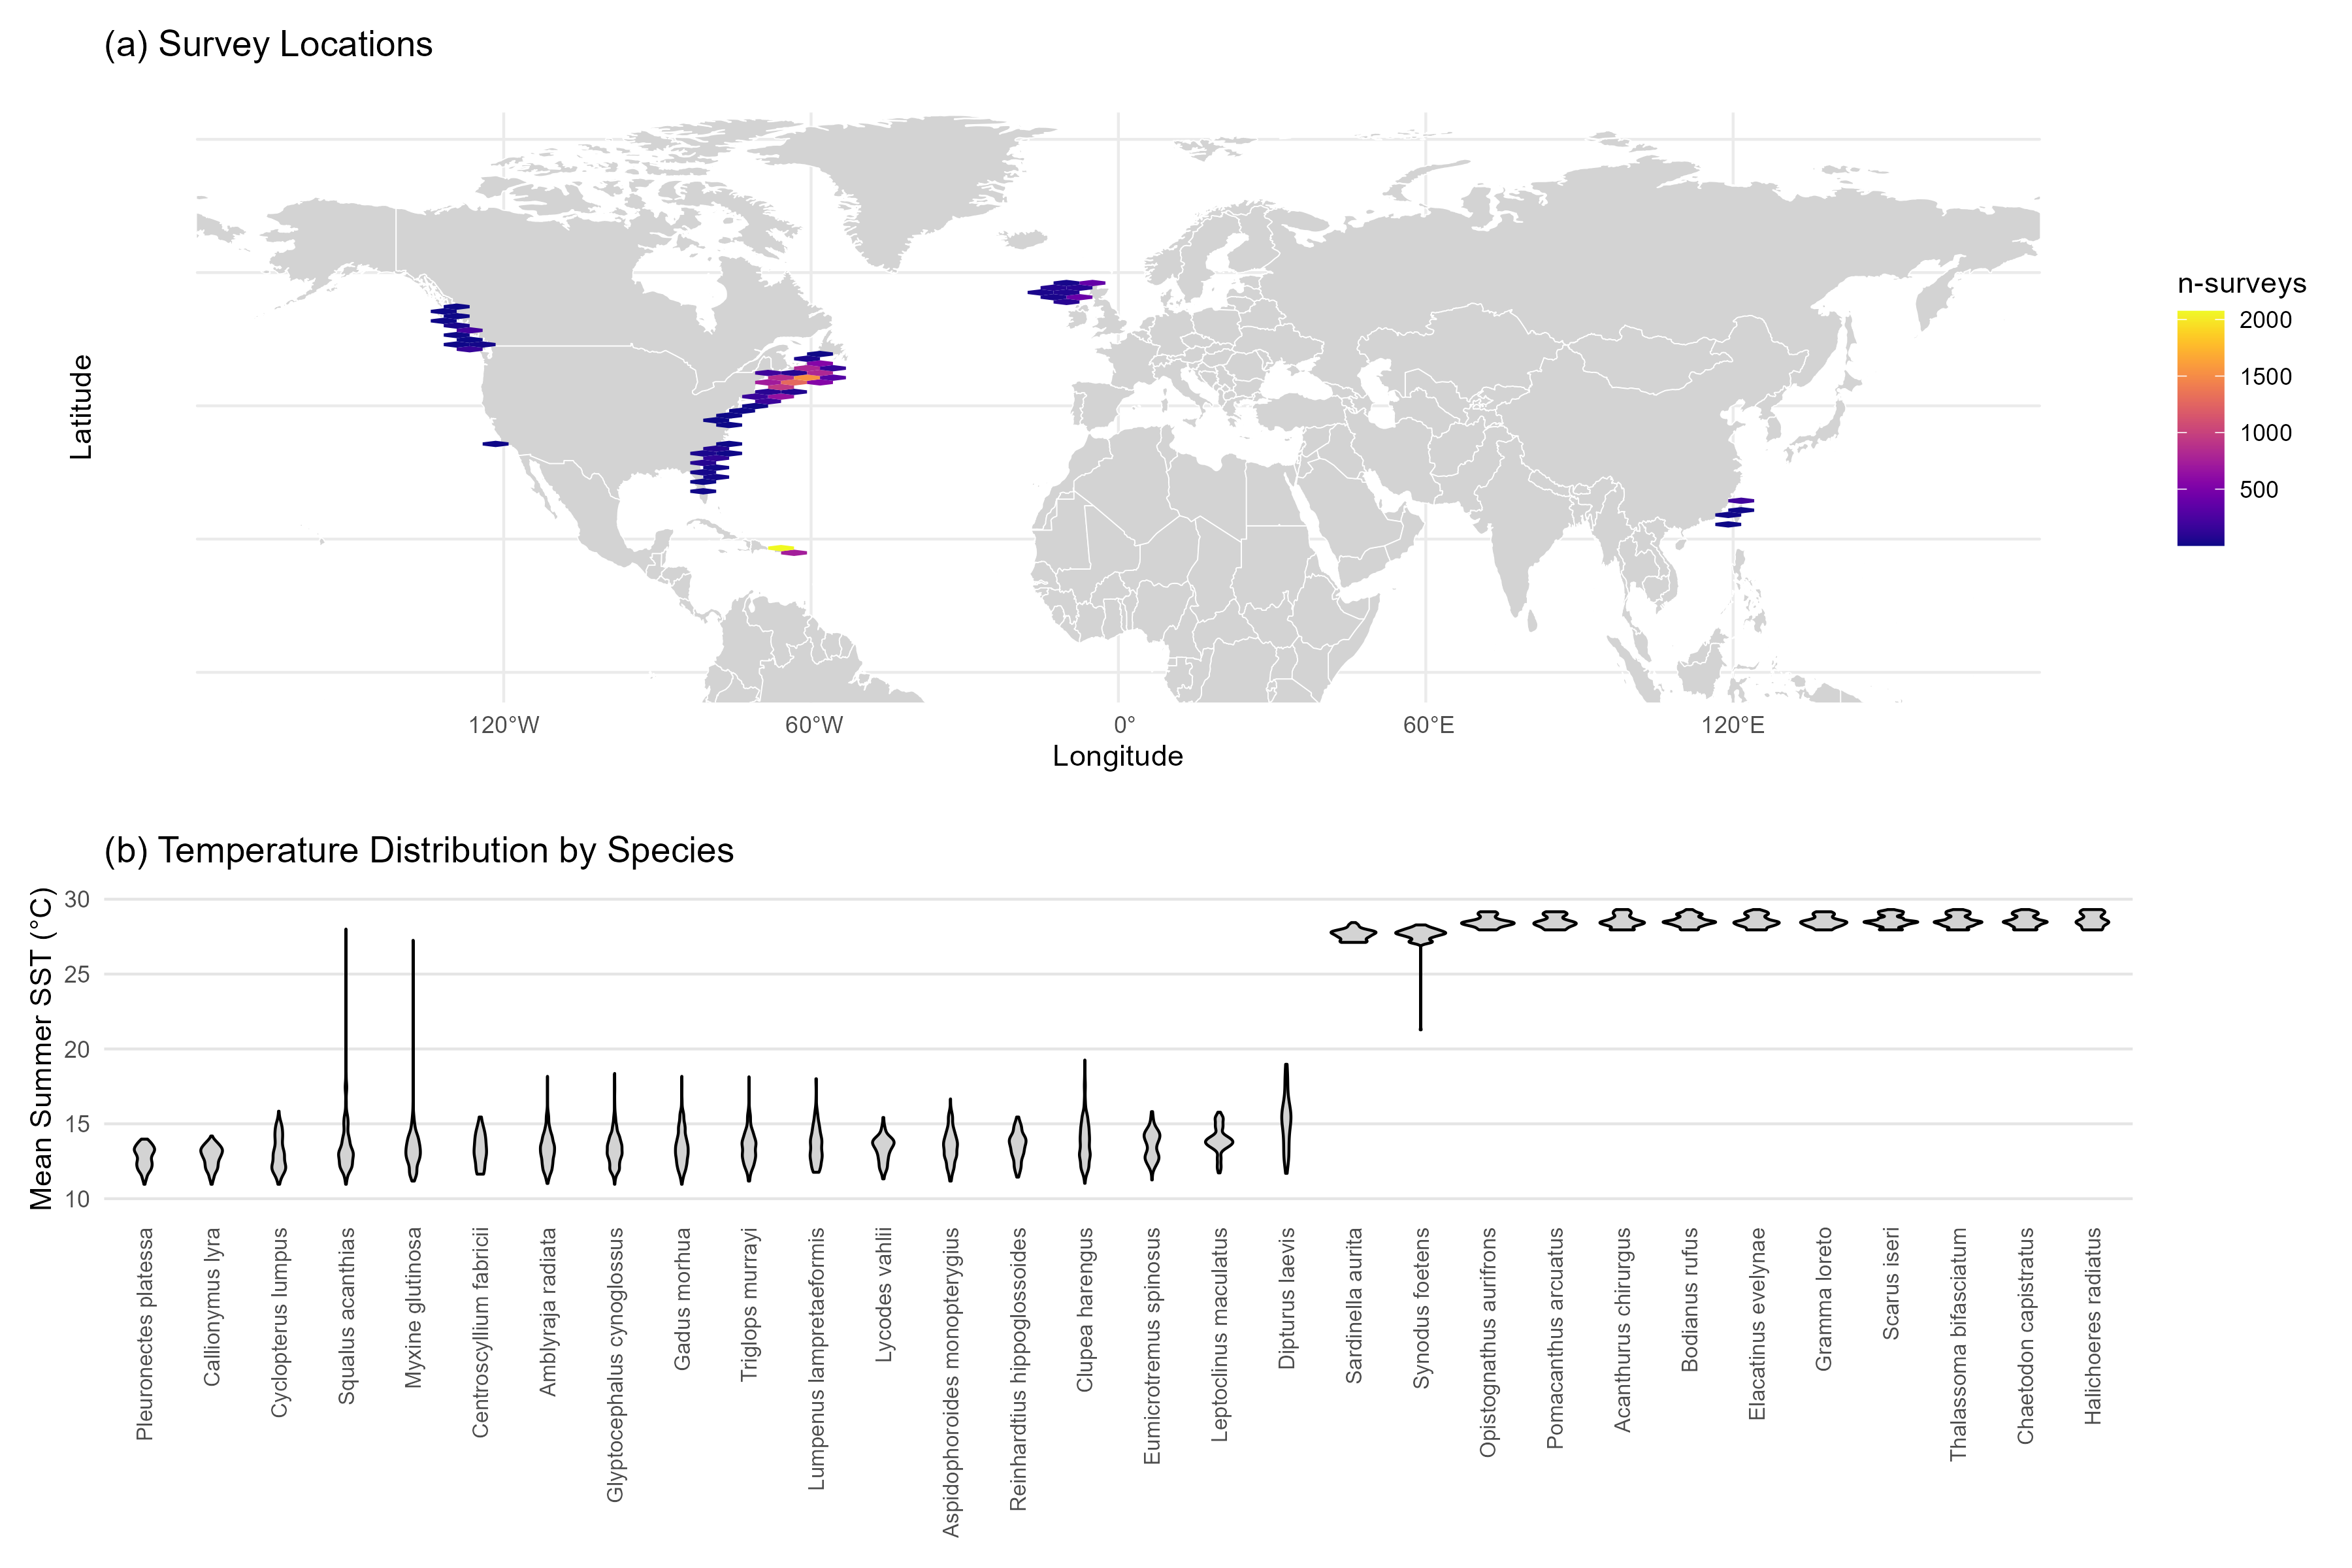 (a) Survey Locations
Latitude
120°W
60°W
0°
60°E
120°E
Longitude
n-surveys
2000
1500
1000
500
(b) Temperature Distribution by Species
Mean Summer SST (°C)
30
25
20
15
10
Pleuronectes platessa
Callionymus lyra
Cyclopterus lumpus
Squalus acanthias
Myxine glutinosa
Centroscyllium fabricii
Amblyraja radiata
Glyptocephalus cynoglossus
Gadus morhua
Triglops murrayi
Lumpenus lampretaeformis
Lycodes vahlii
Aspidophoroides monopterygius
Reinhardtius hippoglossoides
Clupea harengus
Eumicrotremus spinosus
Leptoclinus maculatus
Dipturus laevis
Sardinella aurita
Synodus foetens
Opistognathus aurifrons
Pomacanthus arcuatus
Acanthurus chirurgus
Bodianus rufus
Elacatinus evelynae
Gramma loreto
Scarus iseri
Thalassoma bifasciatum
Chaetodon capistratus
Halichoeres radiatus